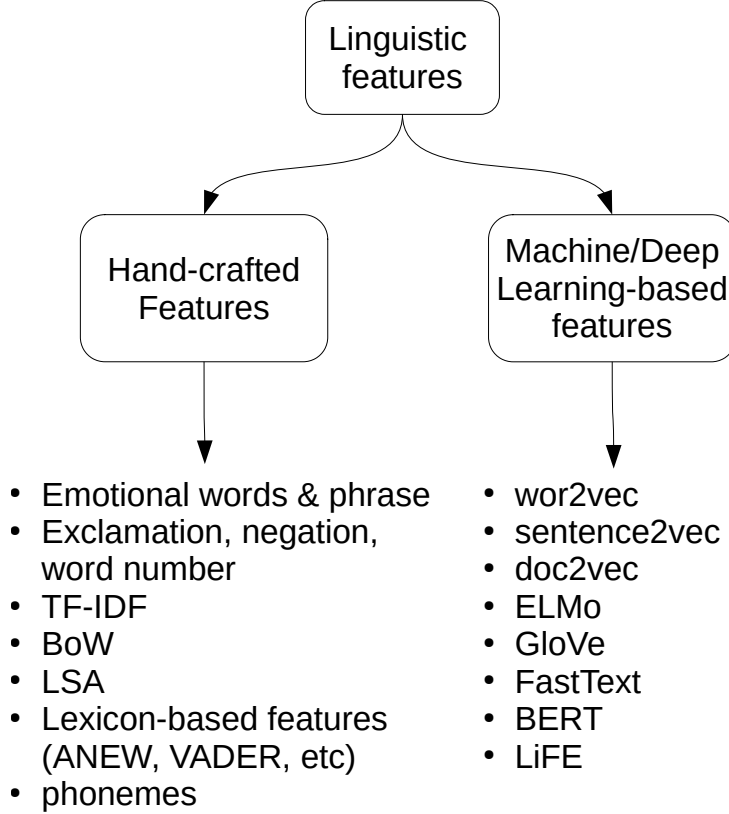 Linguistic
features
Hand-crafted
Features
Machine/Deep
Learning-based
features
• Emotional words & phrase
• Exclamation, negation,
word number
• TF-IDF
• BoW
• LSA
• Lexicon-based features
(ANEW, VADER, etc)
• phonemes
• wor2vec
• sentence2vec
• doc2vec
• ELMo
• GloVe
• FastText
• BERT
• LiFE